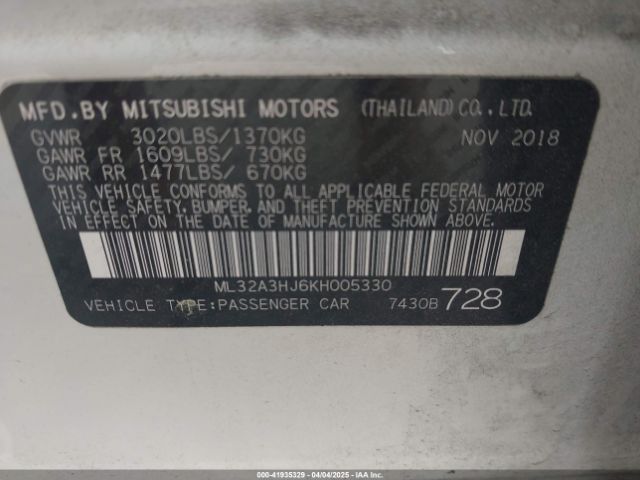 MFD.BY MITSUBISHI MOTORS (THAILAND) CO., LTD.
GVWR 3020LBS/1370KG NOV 2018
GAWR FR 1609LBS/ 730KG
GAWR RR 1477LBS/ 670KG
THIS VEHICLE CONFORMS TO ALL APPLICABLE FEDERAL MOTOR
VEHICLE SAFETY, BUMPER, AND THEFT PREVENTION STANDARDS
IN EFFECT ON THE DATE OF MANUFACTURE SHOWN ABOVE.
ML32A3HJ6KH005330
VEHICLE TYPE:PASSENGER CAR 7430B 728
000-41935329 - 04/04/2025 - IAA Inc.